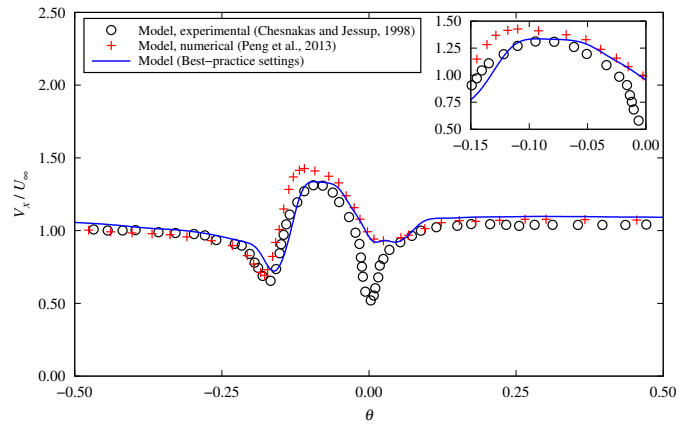 2.50
2.00
1.50
1.00
0.50
0.00
Vx / U∞
Model, experimental (Chesnakas and Jessup, 1998)
Model, numerical (Peng et al., 2013)
Model (Best−practice settings)
1.50
1.25
1.00
0.75
0.50
−0.15 −0.10 −0.05 0.00
−0.50 −0.25 0.00 0.25 0.50
θ